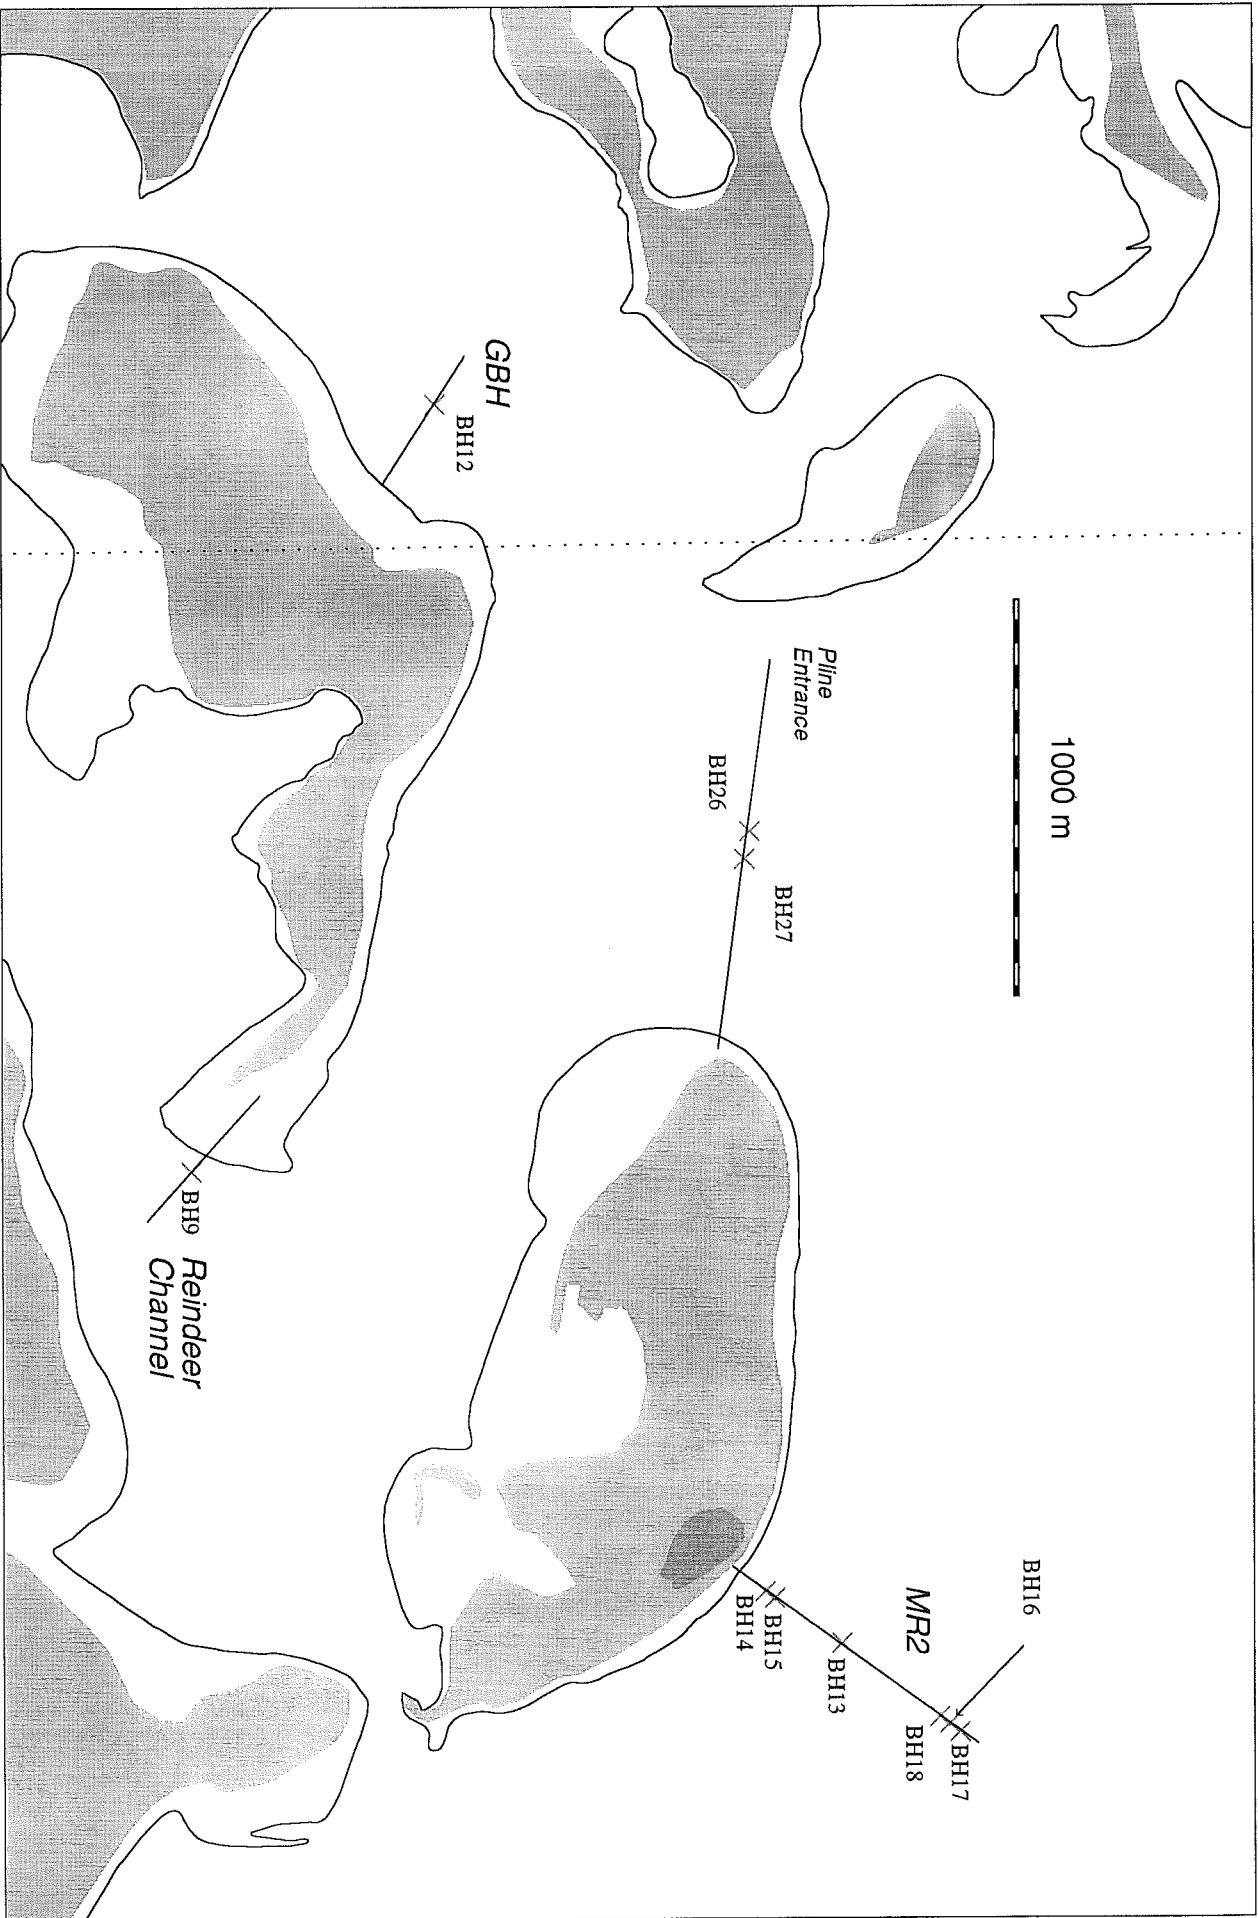 1000 m
GBH
BH12
Pline
Entrance
BH26
BH27
BH16
MR2
BH17
BH18
BH13
BH15
BH14
BH9
Reindeer
Channel